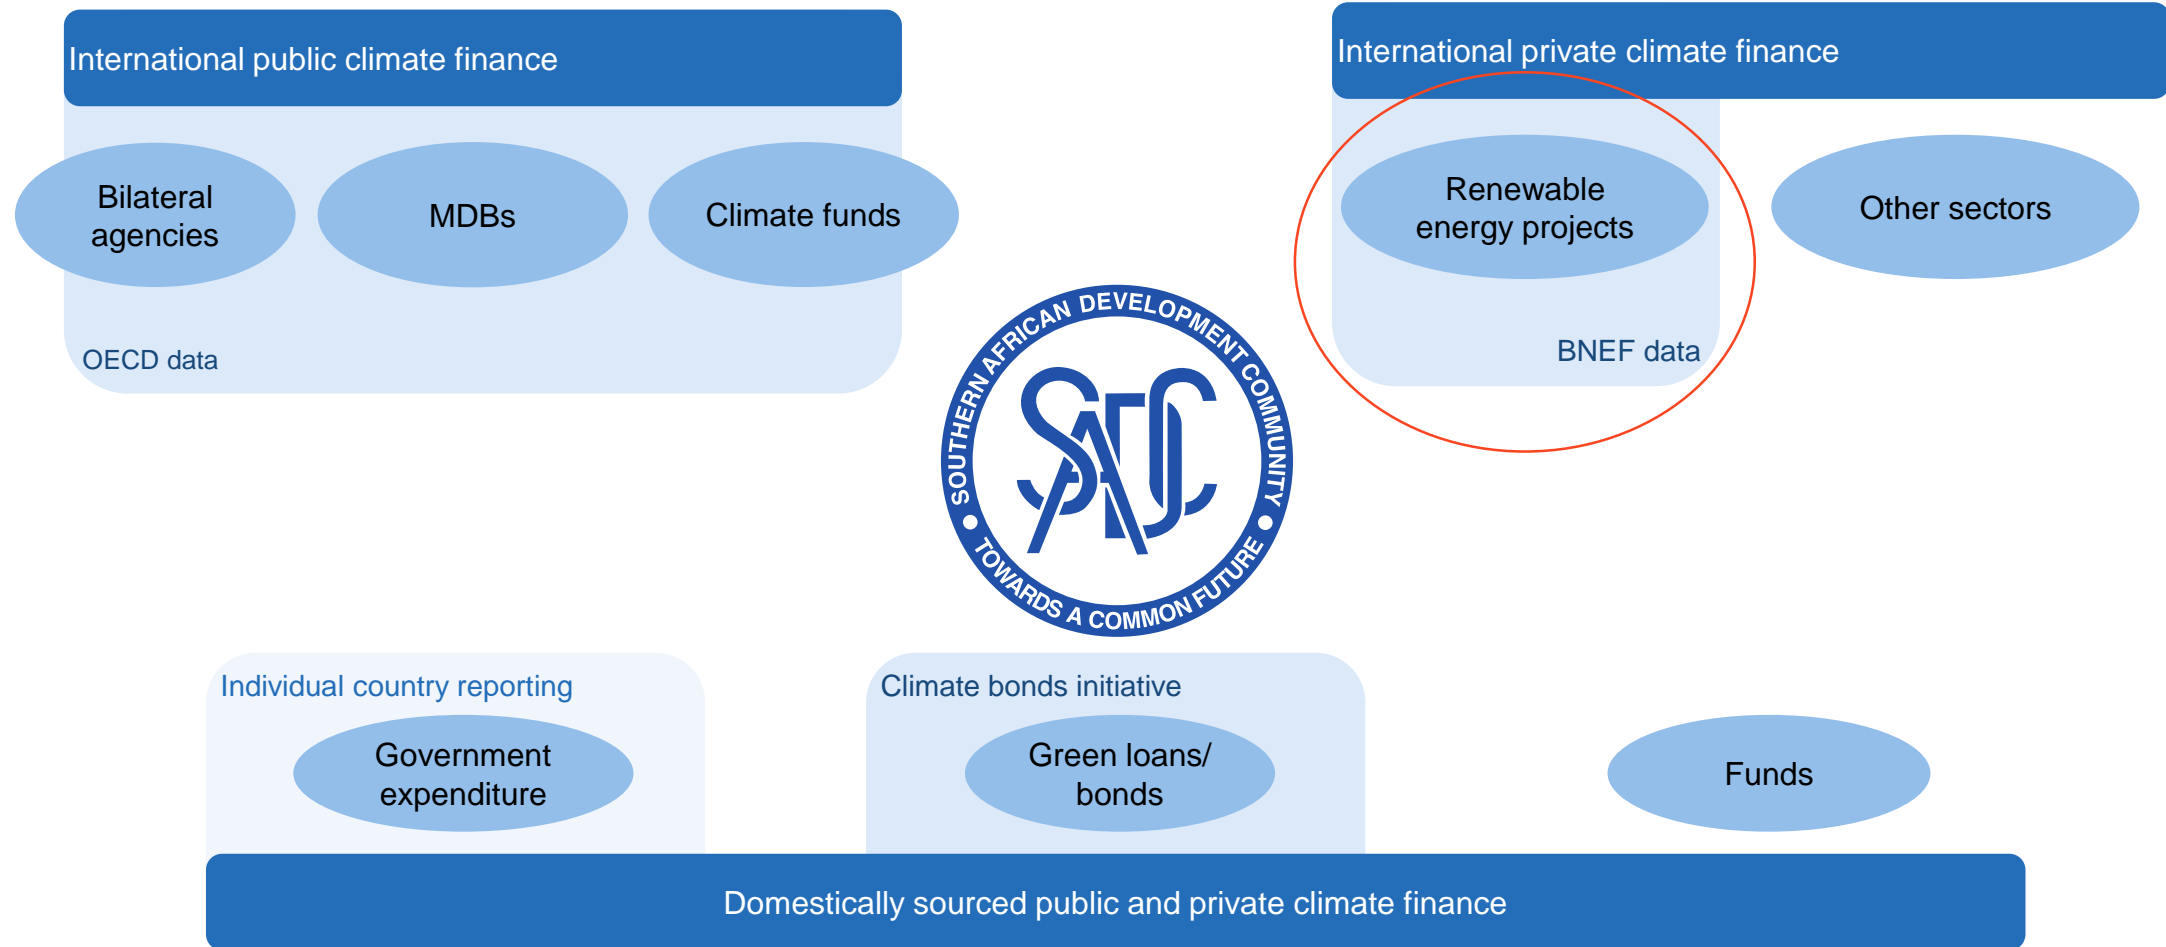 International public climate finance
International private climate finance
Bilateral
agencies
MDBs
Climate funds
OECD data
Renewable
energy projects
Other sectors
BNEF data
SOUTHERN AFRICAN DEVELOPMENT COMMUNITY
SADC
TOWARDS A COMMON FUTURE
Individual country reporting
Government
expenditure
Climate bonds initiative
Green loans/
bonds
Funds
Domestically sourced public and private climate finance